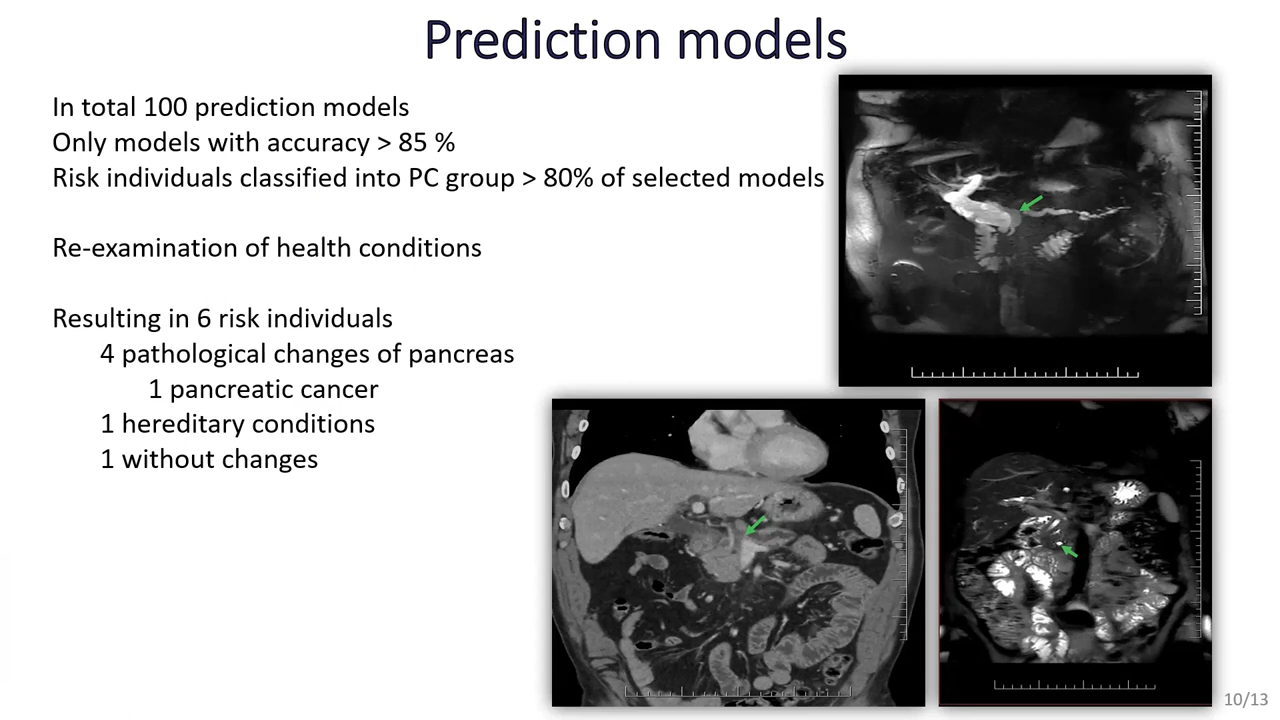 Prediction models
In total 100 prediction models
Only models with accuracy > 85 %
Risk individuals classified into PC group > 80% of selected models
Re-examination of health conditions
Resulting in 6 risk individuals
4 pathological changes of pancreas
1 pancreatic cancer
1 hereditary conditions
1 without changes
10/13